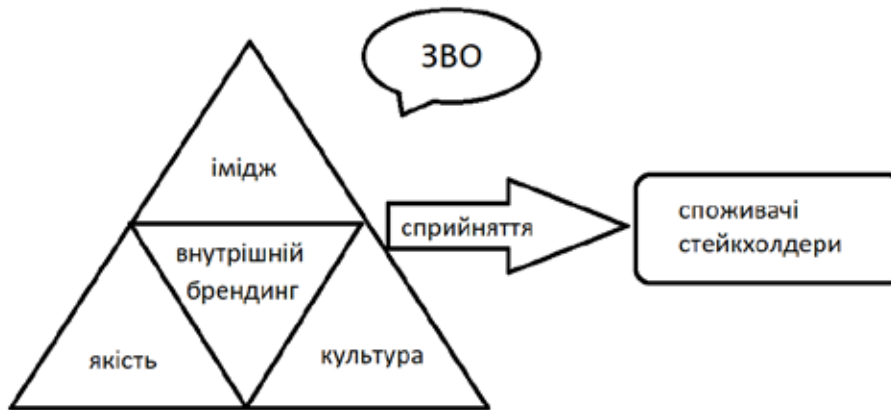 ЗВО
імідж
сприйняття
споживачі
стейкхолдери
внутрішній
брендинг
якість
культура